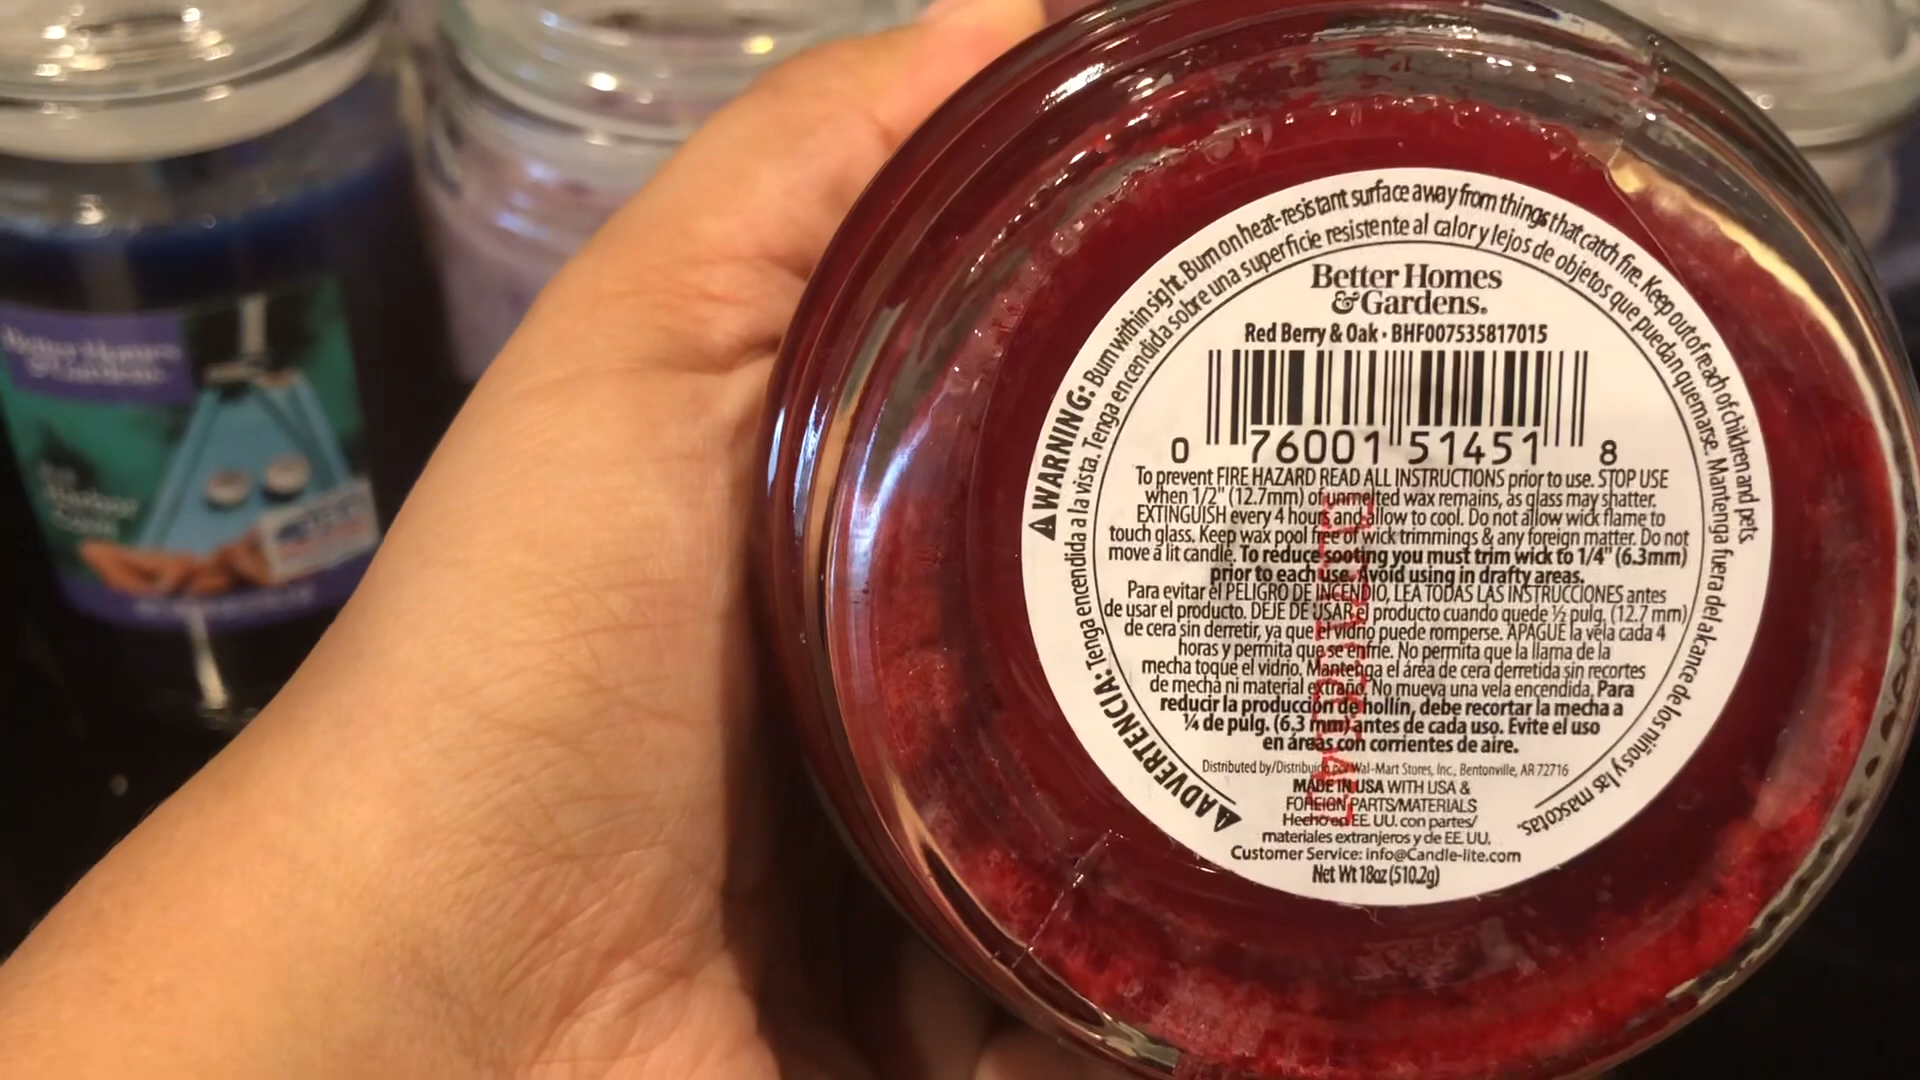 WARNING: Burn within sight. Burn on heat-resistant surface away from things that catch fire. Keep out of reach of children and pets.
ADVERTENCIA: Tenga encendida a la vista. Tenga encendida sobre una superficie resistente al calor y lejos de objetos que puedan quemarse. Mantenga fuera del alcance de los niños y las mascotas.
Better Homes
& Gardens®
Red Berry & Oak • BHF007535817015
0 76001 51451 8
To prevent FIRE HAZARD READ ALL INSTRUCTIONS prior to use. STOP USE
when 1/2" (12.7mm) of unmelted wax remains, as glass may shatter.
EXTINGUISH every 4 hours and allow to cool. Do not allow wick flame to
touch glass. Keep wax pool free of wick trimmings & any foreign matter. Do not
move a lit candle. To reduce sooting you must trim wick to 1/4" (6.3mm)
prior to each use. Avoid using in drafty areas.
Para evitar el PELIGRO DE INCENDIO, LEA TODAS LAS INSTRUCCIONES antes
de usar el producto. DEJE DE USAR el producto cuando quede ½ pulg. (12.7 mm)
de cera sin derretir, ya que el vidrio puede romperse. APAGUE la vela cada 4
horas y permita que se enfríe. No permita que la llama de la
mecha toque el vidrio. Mantenga el área de cera derretida sin recortes
de mecha ni material extraño. No mueva una vela encendida. Para
reducir la producción de hollín, debe recortar la mecha a
¼ de pulg. (6.3 mm) antes de cada uso. Evite el uso
en áreas con corrientes de aire.
Distributed by/Distribuido por Wal-Mart Stores, Inc., Bentonville, AR 72716
MADE IN USA WITH USA &
FOREIGN PARTS/MATERIALS
Hecho en EE. UU. con partes/
materiales extranjeros y de EE. UU.
Customer Service: info@Candle-lite.com
Net Wt 18oz (510.2g)
Better Homes
& Gardens